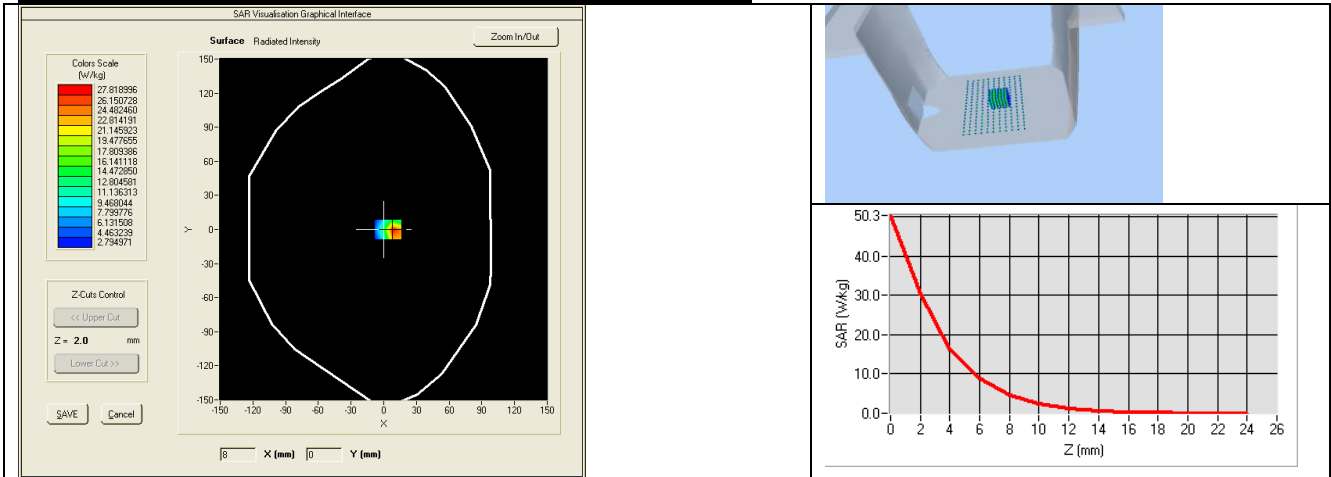 SAR Visualisation Graphical Interface
Surface Radiated Intensity
Zoom In/Out
Colors Scale
(W/kg)
27.818996
26.150728
24.482460
22.814191
21.145923
19.477655
17.809386
16.141118
14.472850
12.804581
11.136313
9.468044
7.799776
6.131508
4.463239
2.794971
Z-Cuts Control
<< Upper Cut
Z = 2.0 mm
Lower Cut >>
SAVE Cancel
150-
120-
90-
60-
30-
0-
-30-
-60-
-90-
-120-
-150-
Y
-150 -120 -90 -60 -30 0 30 60 90 120 150
X
8 X (mm) 0 Y (mm)
50.3-
40.0-
30.0-
20.0-
10.0-
0.0-
SAR (W/kg)
0 2 4 6 8 10 12 14 16 18 20 22 24 26
Z (mm)